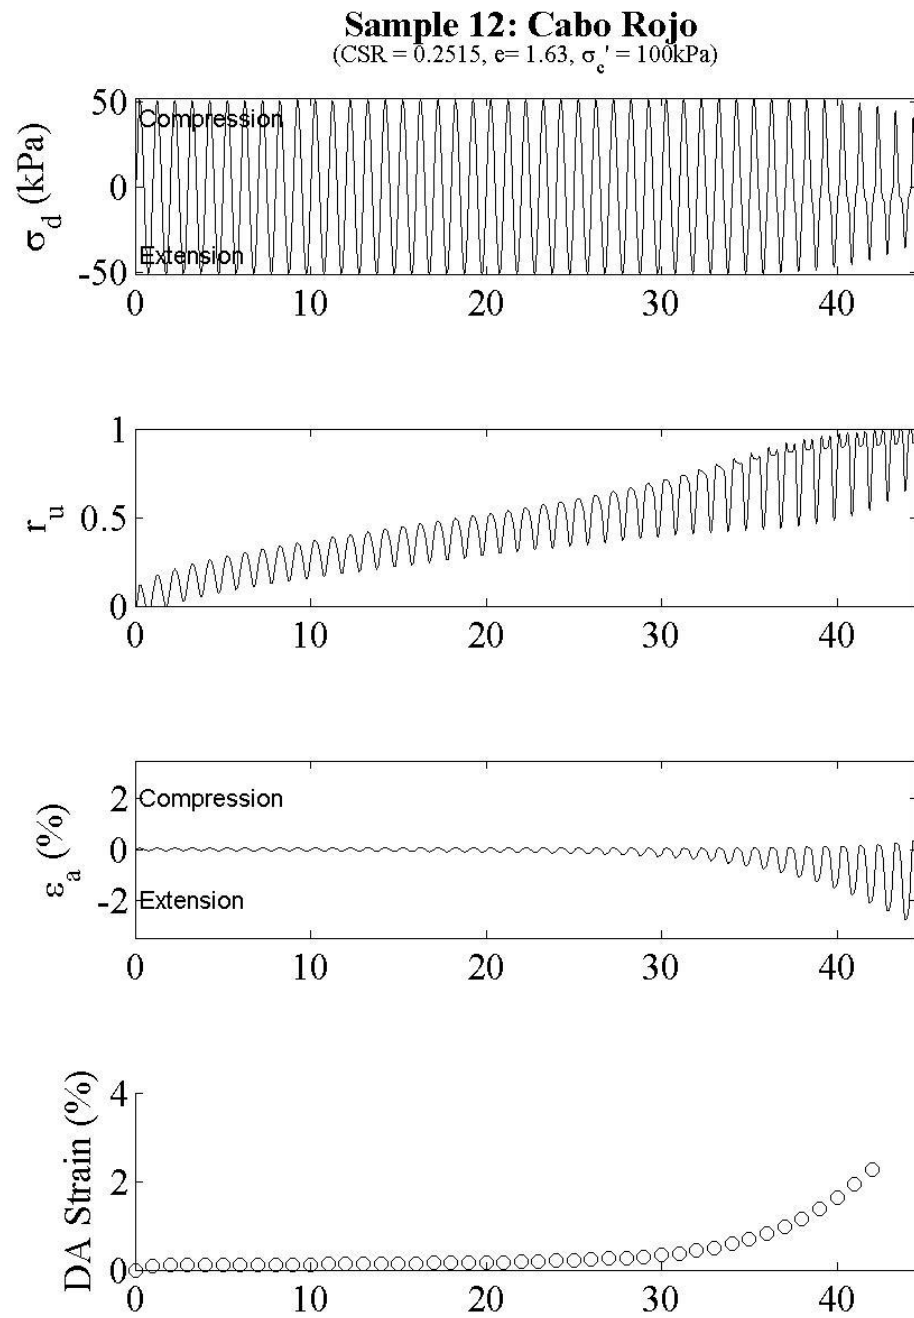 Sample 12: Cabo Rojo
(CSR = 0.2515, e= 1.63, σc' = 100kPa)
σd (kPa)
50
0
-50
Compression
Extension
0 10 20 30 40
ru
1
0.5
0
0 10 20 30 40
εa (%)
2
0
-2
Compression
Extension
0 10 20 30 40
DA Strain (%)
4
2
0
0 10 20 30 40